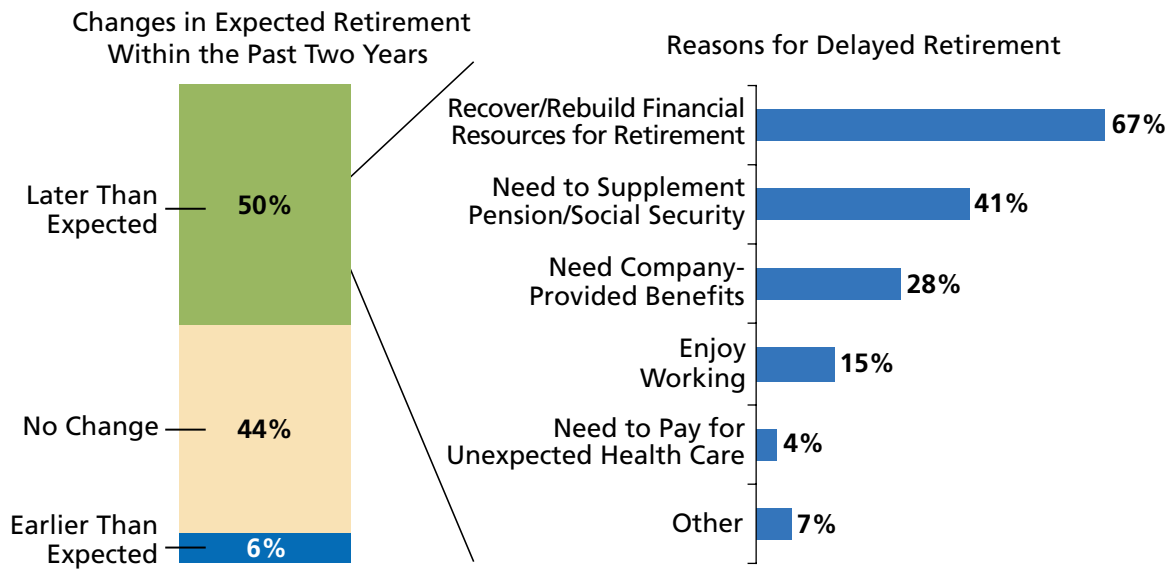 Changes in Expected Retirement
Within the Past Two Years
Later Than
Expected
50%
No Change
44%
Earlier Than
Expected
6%
Reasons for Delayed Retirement
Recover/Rebuild Financial
Resources for Retirement
67%
Need to Supplement
Pension/Social Security
41%
Need Company-
Provided Benefits
28%
Enjoy
Working
15%
Need to Pay for
Unexpected Health Care
4%
Other
7%